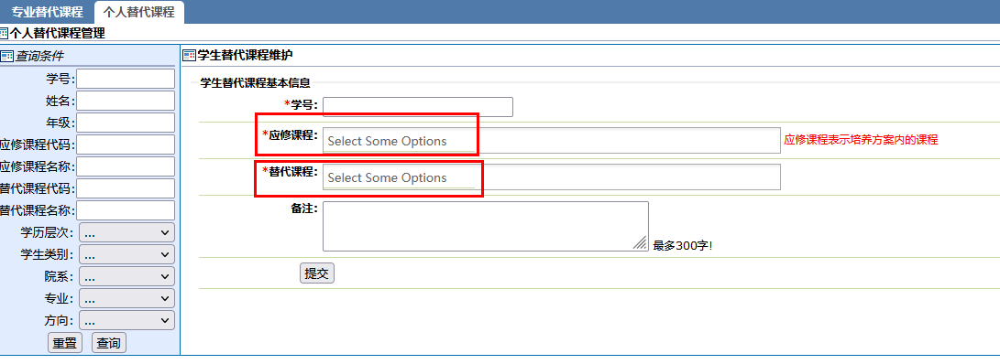 专业替代课程 个人替代课程
个人替代课程管理
查询条件
学号:
姓名:
年级:
应修课程代码:
应修课程名称:
替代课程代码:
替代课程名称:
学历层次: ...
学生类别: ...
院系: ...
专业: ...
方向: ...
重置 查询
学生替代课程维护
学生替代课程基本信息
*学号:
*应修课程: Select Some Options 应修课程表示培养方案内的课程
*替代课程: Select Some Options
备注: 最多300字!
提交